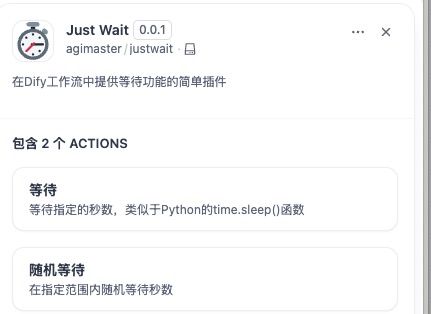 Just Wait 0.0.1
agimaster / justwait ·
在Dify工作流中提供等待功能的简单插件
包含 2 个 ACTIONS
等待
等待指定的秒数，类似于Python的time.sleep()函数
随机等待
在指定范围内随机等待秒数